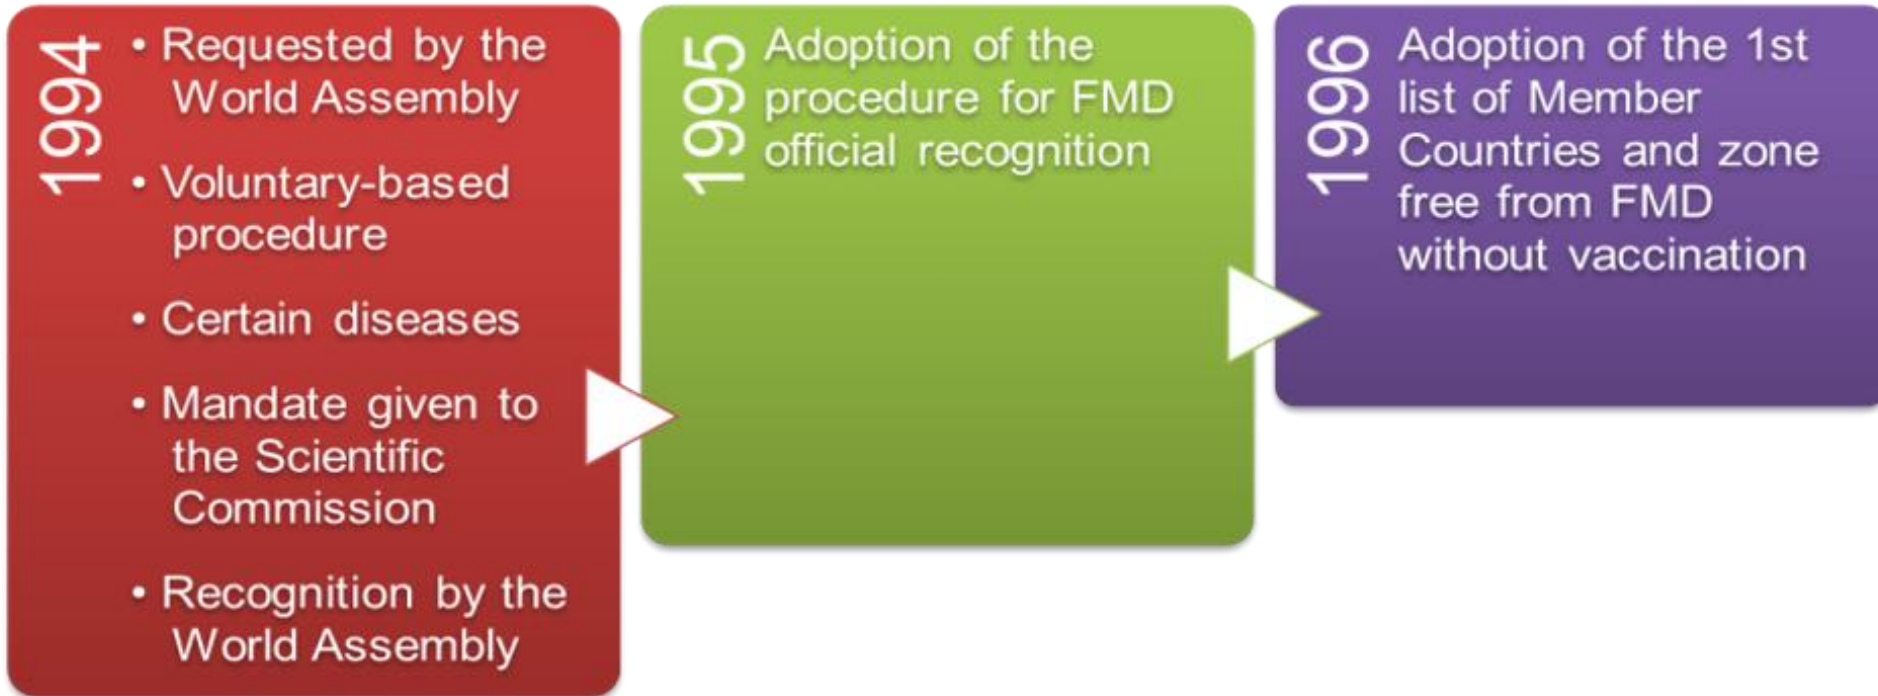 1994
• Requested by the
World Assembly
• Voluntary-based
procedure
• Certain diseases
• Mandate given to
the Scientific
Commission
• Recognition by the
World Assembly
1995
Adoption of the
procedure for FMD
official recognition
1996
Adoption of the 1st
list of Member
Countries and zone
free from FMD
without vaccination